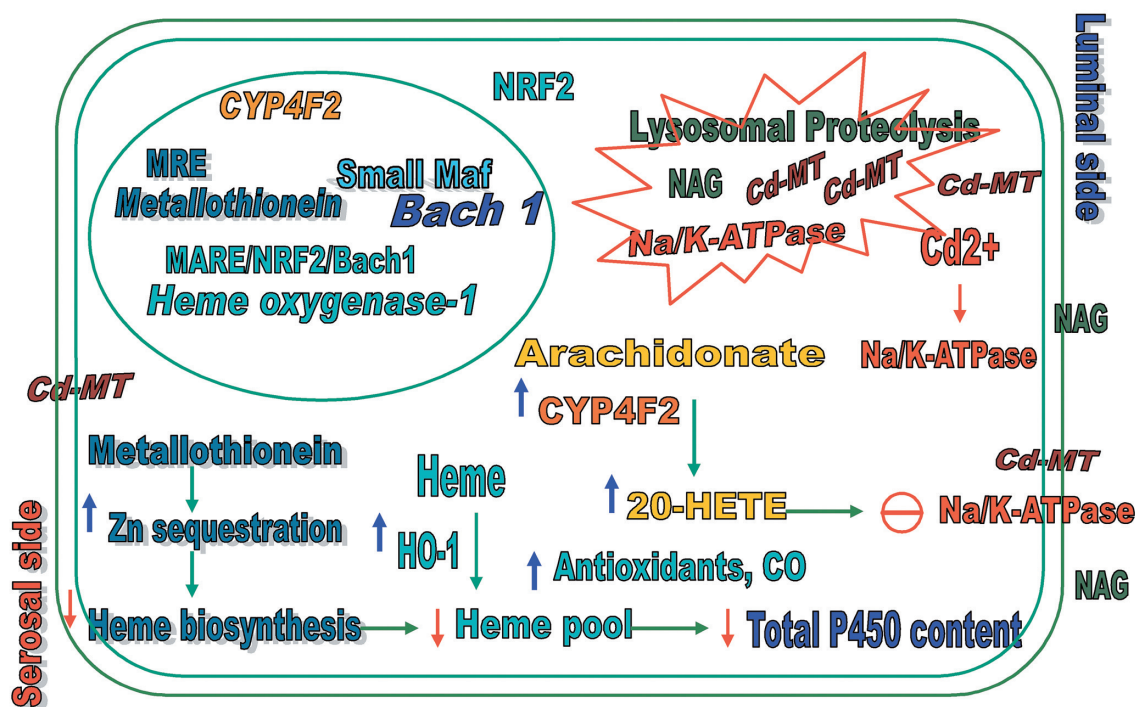 Luminal side
NRF2
CYP4F2
Lysosomal Proteolysis
MRE
Small Maf
NAG
Cd-MT
Cd-MT
Cd-MT
Metallothionein
Bach 1
Na/K-ATPase
Cd2+
MARE/NRF2/Bach1
Heme oxygenase-1
NAG
Arachidonate
Na/K-ATPase
Cd-MT
CYP4F2
Metallothionein
Heme
Cd-MT
20-HETE
Na/K-ATPase
Zn sequestration
HO-1
Antioxidants, CO
NAG
Serosal side
Heme biosynthesis
Heme pool
Total P450 content